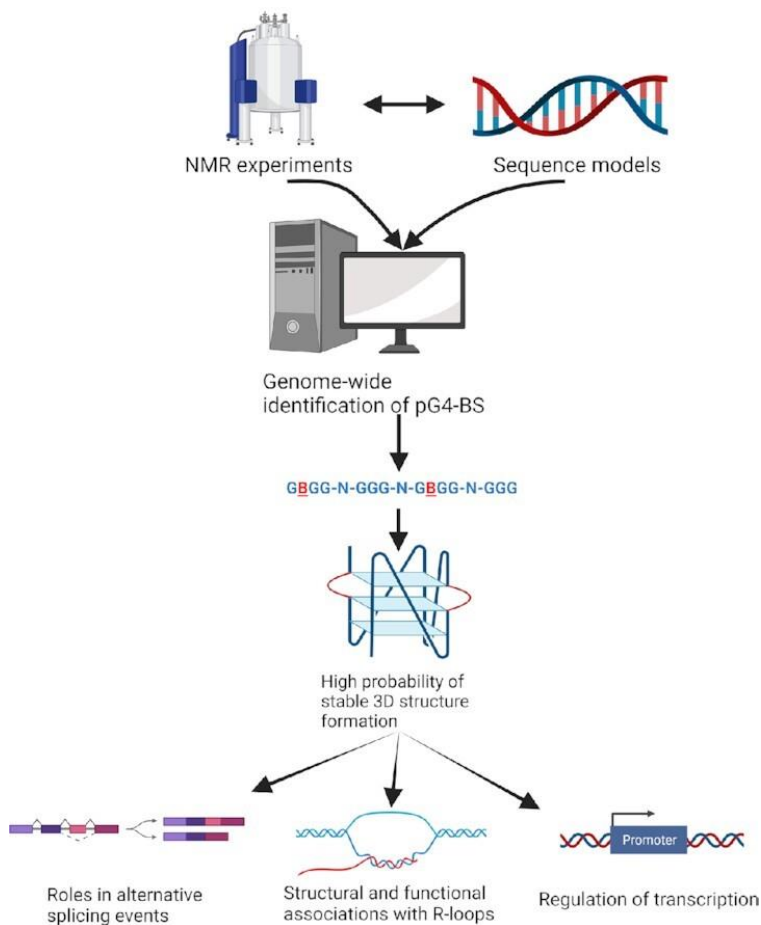 NMR experiments
Sequence models
Genome-wide
identification of pG4-BS
GBGG-N-GGG-N-GBGG-N-GGG
High probability of
stable 3D structure
formation
Roles in alternative
splicing events
Structural and functional
associations with R-loops
Promoter
Regulation of transcription